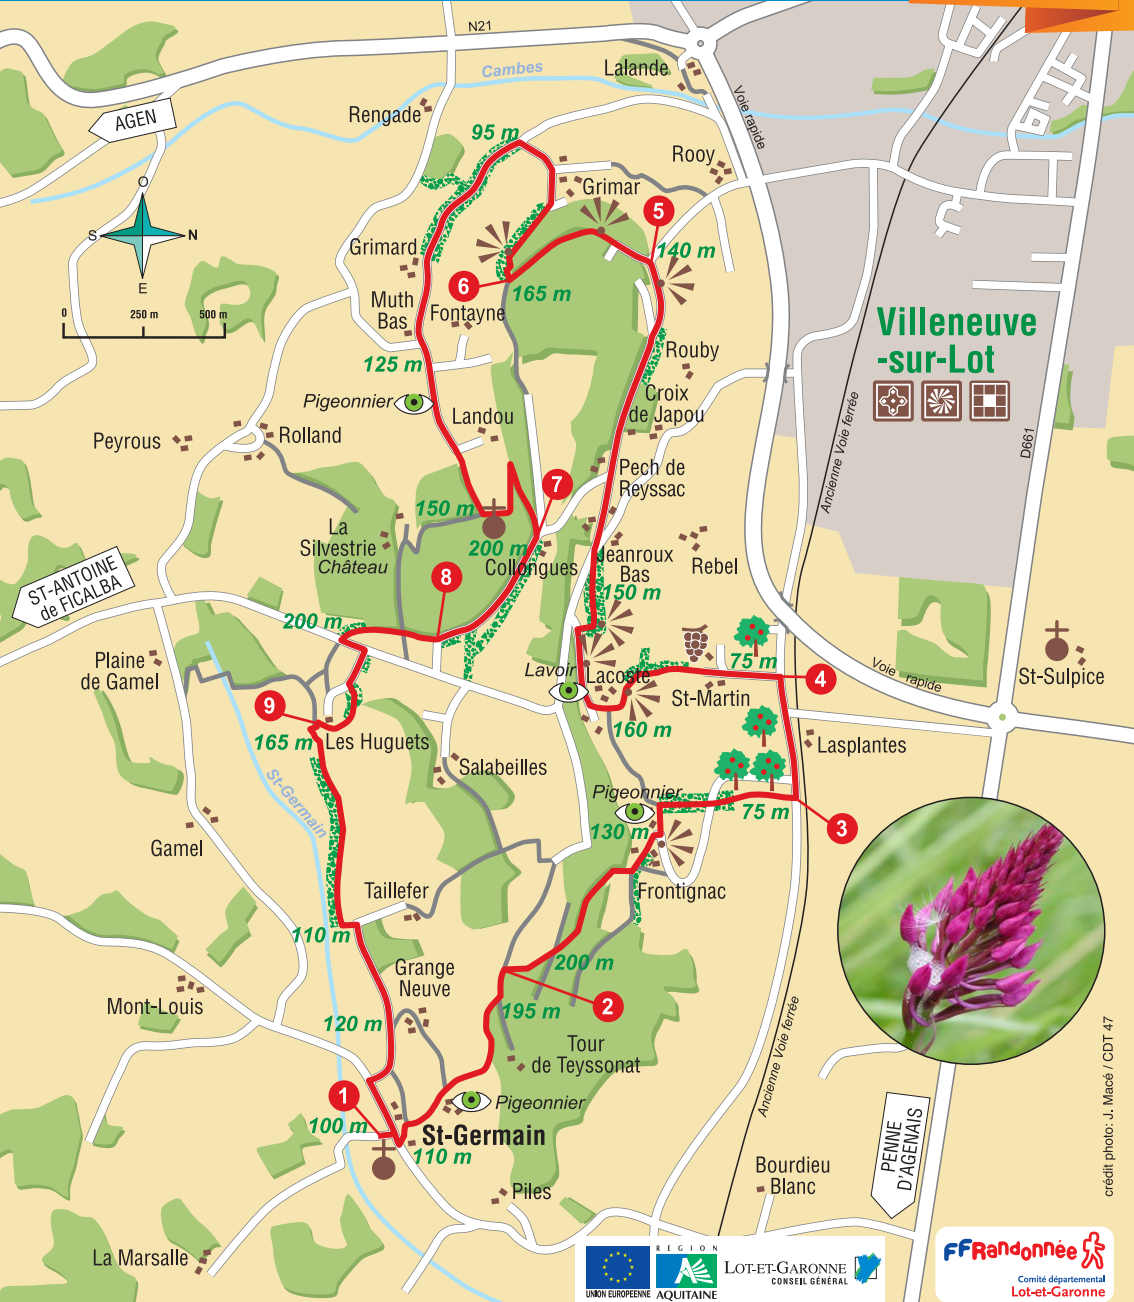 N21
Cambes
Lalande
Voie rapide
Rengade
AGEN
95 m
Rooy
Grimar
O
S
N
E
5
140 m
Grimard
6
165 m
0
250 m
500 m
Muth
Bas
Fontayne
Villeneuve
-sur-Lot
125 m
Rouby
Pigeonnier
Croix
de Japou
Landou
Peyrous
Rolland
Ancienne Voie ferrée
D661
Pech de
Reyssac
7
150 m
La
Silvestrie
Château
200 m
Collongues
Jeanroux
Bas
Rebel
ST-ANTOINE
de FICALBA
8
150 m
200 m
Plaine
de Gamel
Lavoir
Lacoste
75 m
St-Martin
4
Voie rapide
St-Sulpice
9
165 m
Les Huguets
160 m
Lasplantes
St-Germain
Salabeilles
Pigeonnier
75 m
3
130 m
Gamel
Taillefer
Frontignac
110 m
Grange
Neuve
200 m
Mont-Louis
195 m
2
120 m
Tour
de Teyssonat
Ancienne Voie ferrée
1
Pigeonnier
100 m
St-Germain
110 m
PENNE
D'AGENAIS
crédit photo: J. Macé / CDT 47
Bourdieu
Blanc
Piles
La Marsalle
UNION EUROPEENNE
REGION
AQUITAINE
LOT-ET-GARONNE
CONSEIL GÉNÉRAL
FFRandonnée
Comité départemental
Lot-et-Garonne